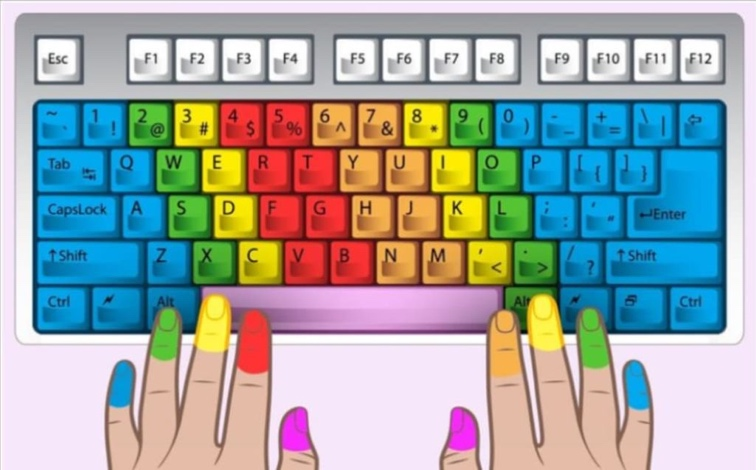 Esc F1 F2 F3 F4 F5 F6 F7 F8 F9 F10 F11 F12
~ ` 1 ! 2 @ 3 # 4 $ 5 % 6 ^ 7 & 8 * 9 ( 0 ) - _ + = \ |
Tab Q W E R T Y U I O P [ { ] }
CapsLock A S D F G H J K L ; : ' " Enter
Shift Z X C V B N M ' < . > / ? Shift
Ctrl Alt Alt Ctrl